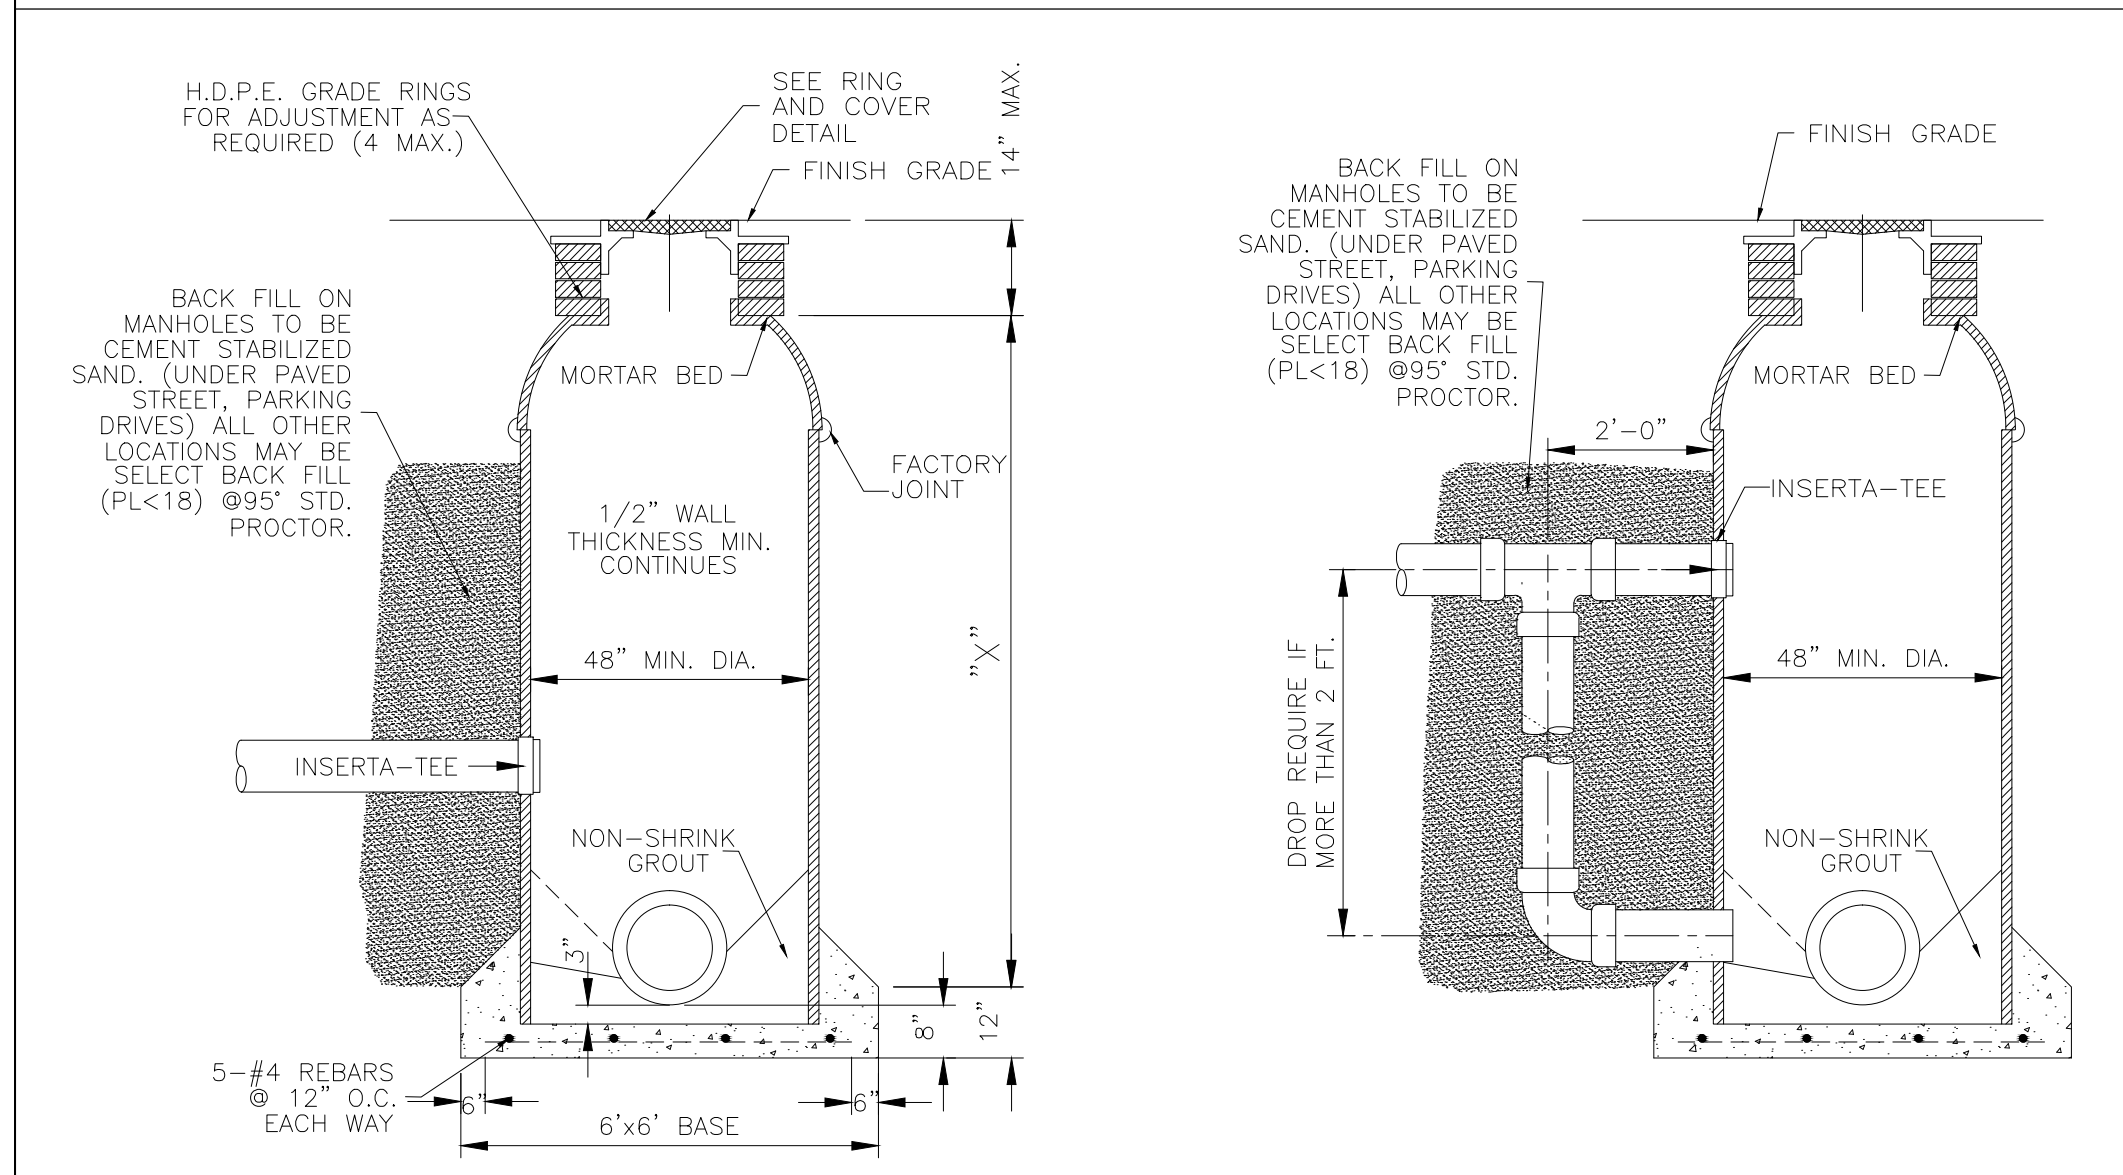 H.D.P.E. GRADE RINGS
FOR ADJUSTMENT AS
REQUIRED (4 MAX.)
SEE RING
AND COVER
DETAIL
FINISH GRADE
14" MAX.
BACK FILL ON
MANHOLES TO BE
CEMENT STABILIZED
SAND. (UNDER PAVED
STREET, PARKING
DRIVES) ALL OTHER
LOCATIONS MAY BE
SELECT BACK FILL
(PL<18) @95° STD.
PROCTOR.
MORTAR BED
FACTORY
JOINT
1/2" WALL
THICKNESS MIN.
CONTINUES
48" MIN. DIA.
"X"
INSERTA-TEE
NON-SHRINK
GROUT
3"
8"
12"
5-#4 REBARS
@ 12" O.C.
EACH WAY
6"
6"
6'x6' BASE
FINISH GRADE
BACK FILL ON
MANHOLES TO BE
CEMENT STABILIZED
SAND. (UNDER PAVED
STREET, PARKING
DRIVES) ALL OTHER
LOCATIONS MAY BE
SELECT BACK FILL
(PL<18) @95° STD.
PROCTOR.
MORTAR BED
2'-0"
INSERTA-TEE
48" MIN. DIA.
DROP REQUIRE IF
MORE THAN 2 FT.
NON-SHRINK
GROUT